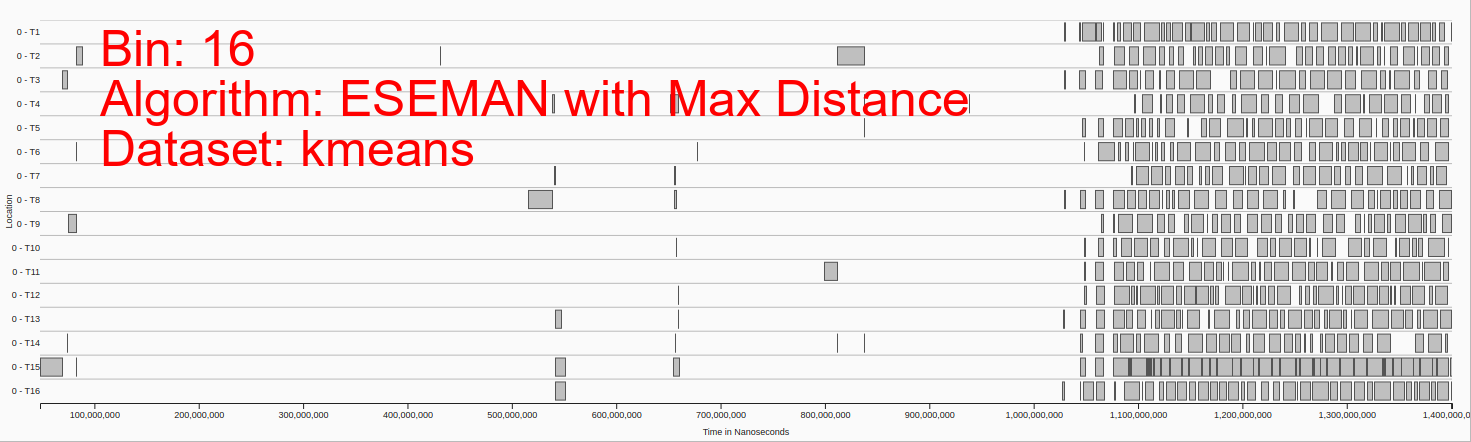 Bin: 16
Algorithm: ESEMAN with Max Distance
Dataset: kmeans
Location
0 - T1
0 - T2
0 - T3
0 - T4
0 - T5
0 - T6
0 - T7
0 - T8
0 - T9
0 - T10
0 - T11
0 - T12
0 - T13
0 - T14
0 - T15
0 - T16
100,000,000 200,000,000 300,000,000 400,000,000 500,000,000 600,000,000 700,000,000 800,000,000 900,000,000 1,000,000,000 1,100,000,000 1,200,000,000 1,300,000,000 1,400,000,0
Time in Nanoseconds